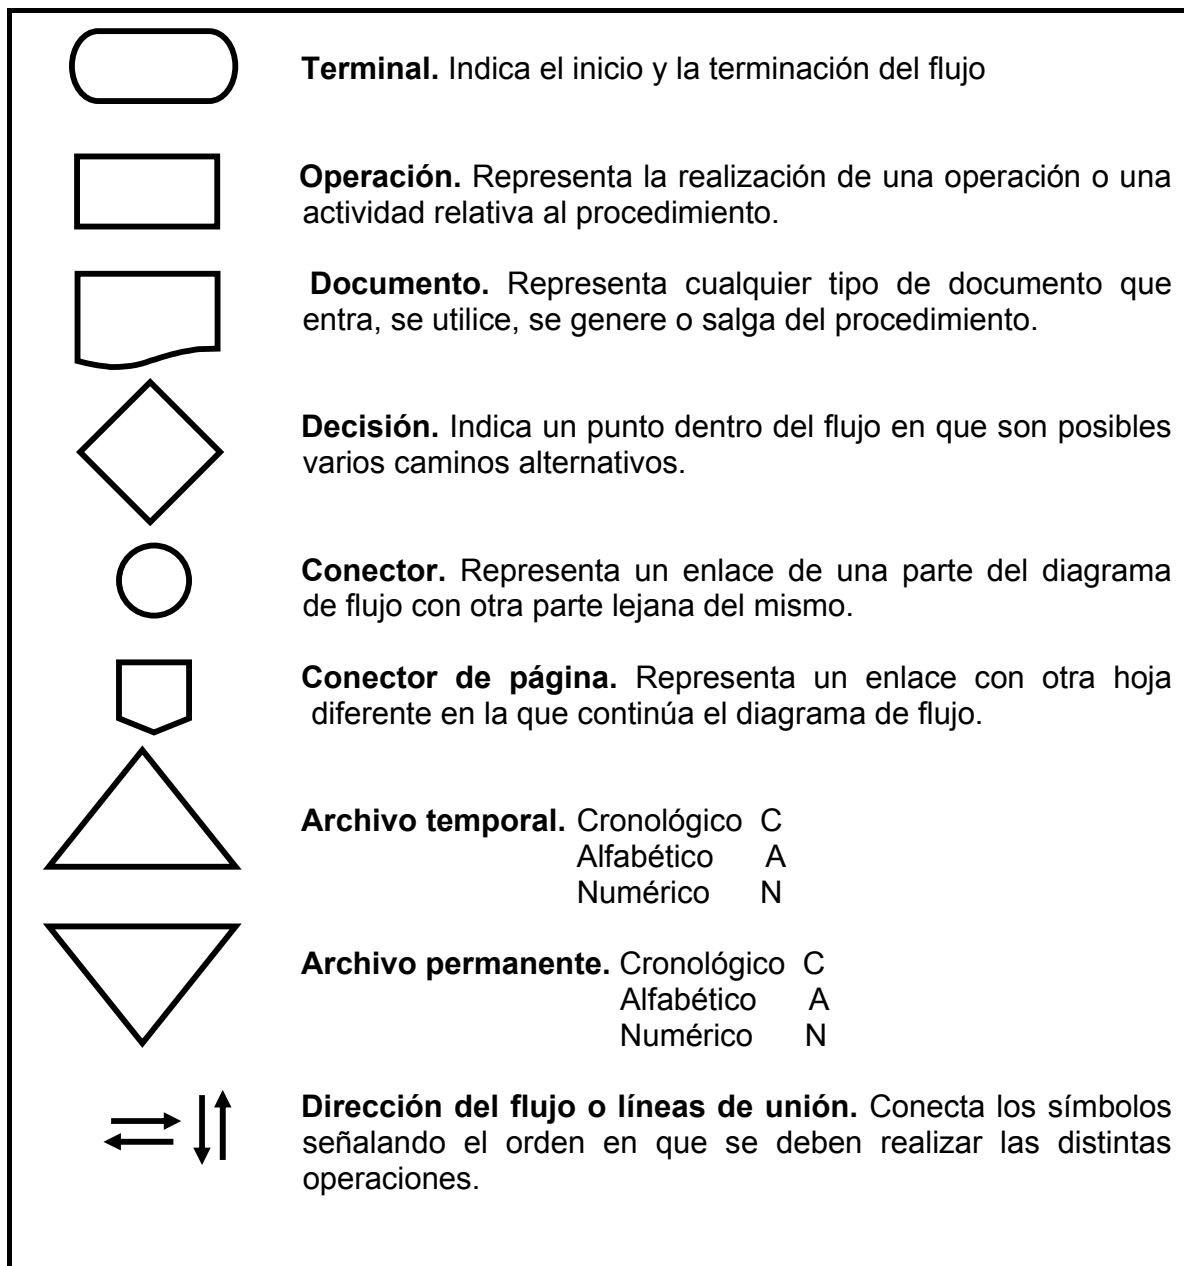 Terminal. Indica el inicio y la terminación del flujo
Operación. Representa la realización de una operación o una
actividad relativa al procedimiento.
Documento. Representa cualquier tipo de documento que
entra, se utilice, se genere o salga del procedimiento.
Decisión. Indica un punto dentro del flujo en que son posibles
varios caminos alternativos.
Conector. Representa un enlace de una parte del diagrama
de flujo con otra parte lejana del mismo.
Conector de página. Representa un enlace con otra hoja
diferente en la que continúa el diagrama de flujo.
Archivo temporal. Cronológico C
Alfabético A
Numérico N
Archivo permanente. Cronológico C
Alfabético A
Numérico N
Dirección del flujo o líneas de unión. Conecta los símbolos
señalando el orden en que se deben realizar las distintas
operaciones.